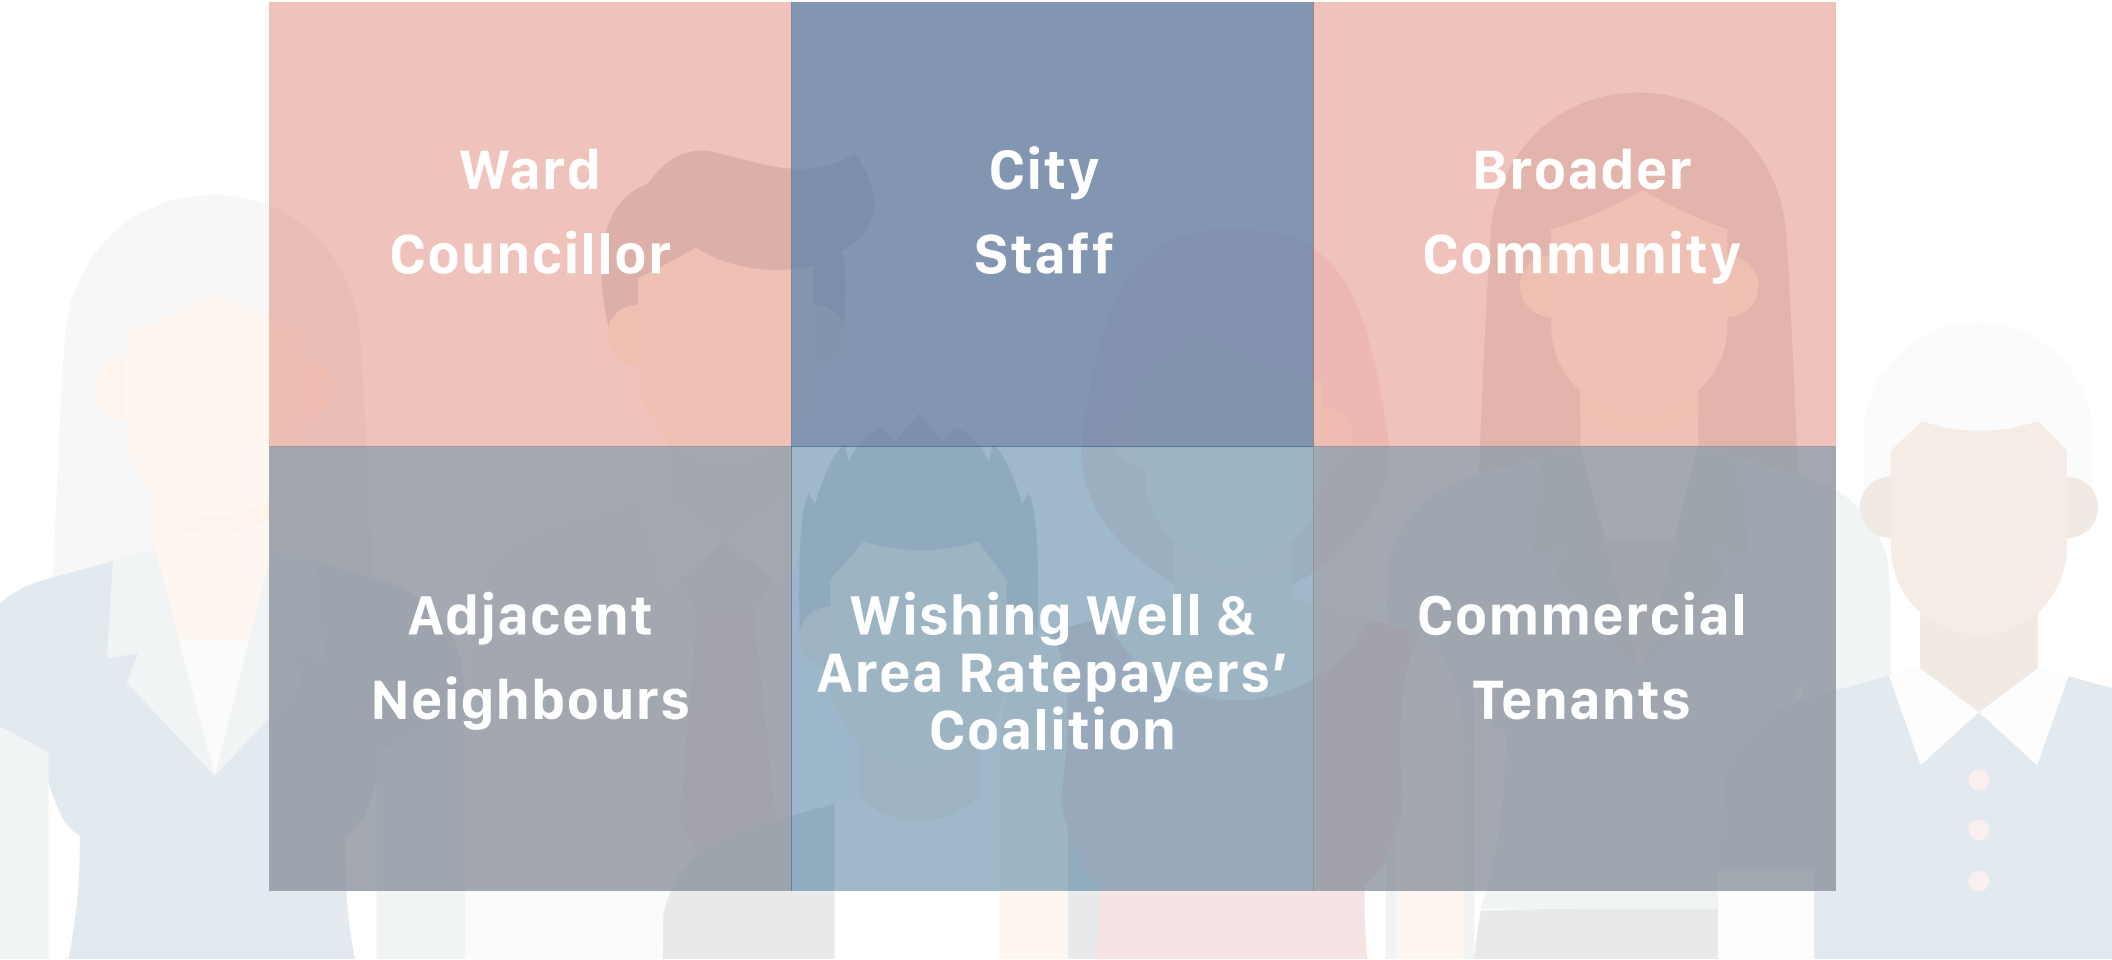 Ward
Councillor
City
Staff
Broader
Community
Adjacent
Neighbours
Wishing Well &
Area Ratepayers’
Coalition
Commercial
Tenants